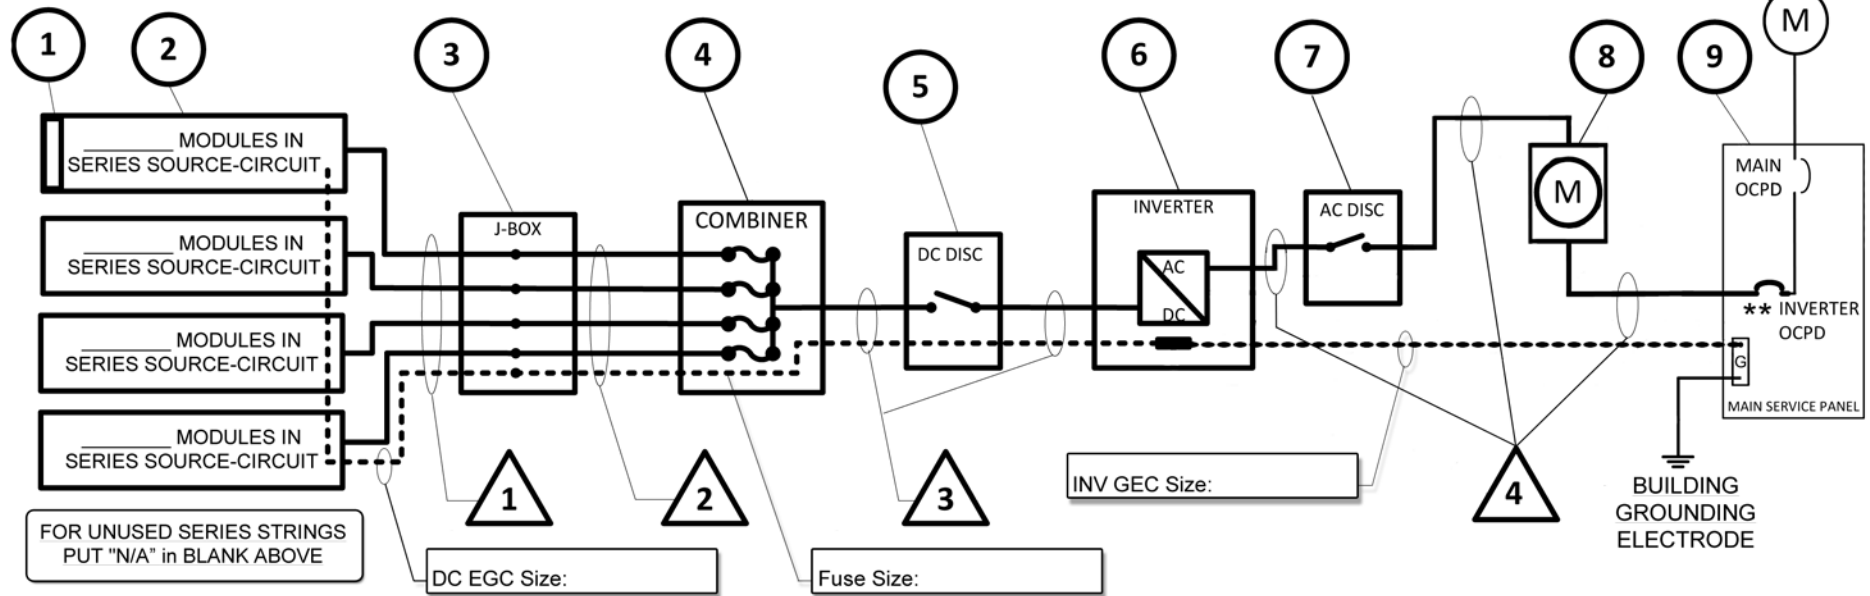 1
2
3
4
5
6
7
8
9
M
________ MODULES IN
SERIES SOURCE-CIRCUIT
________ MODULES IN
SERIES SOURCE-CIRCUIT
________ MODULES IN
SERIES SOURCE-CIRCUIT
________ MODULES IN
SERIES SOURCE-CIRCUIT
J-BOX
COMBINER
DC DISC
INVERTER
AC
DC
AC DISC
M
MAIN
OCPD
** INVERTER
OCPD
G
MAIN SERVICE PANEL
1
2
3
4
FOR UNUSED SERIES STRINGS
PUT "N/A" in BLANK ABOVE
DC EGC Size:
Fuse Size:
INV GEC Size:
BUILDING
GROUNDING
ELECTRODE